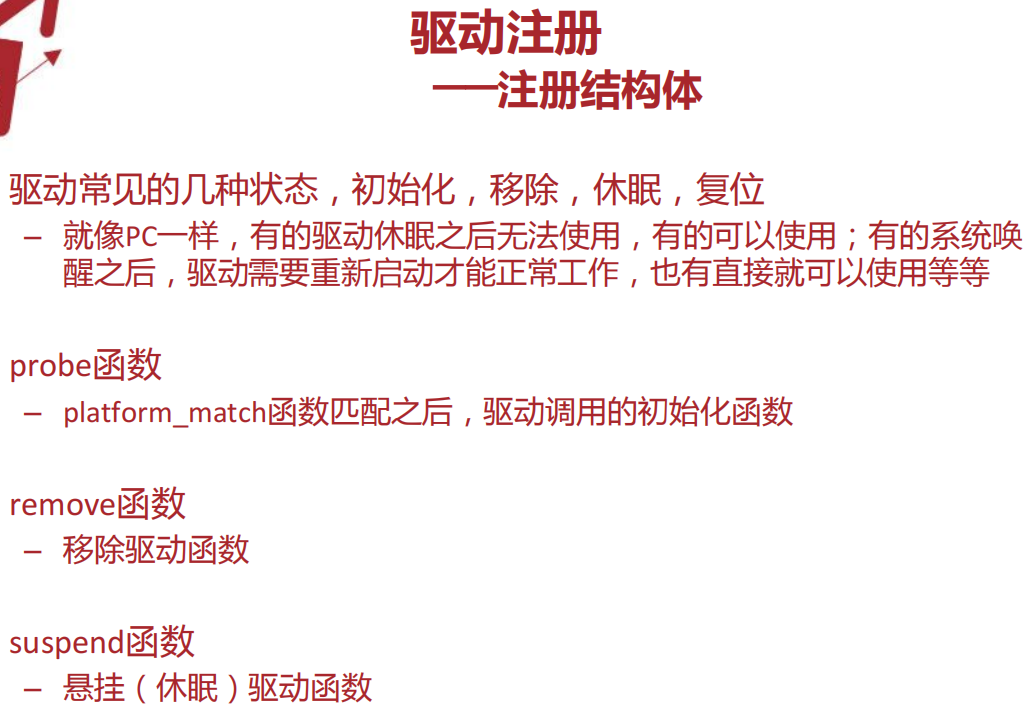 驱动注册
——注册结构体
驱动常见的几种状态，初始化，移除，休眠，复位
– 就像PC一样，有的驱动休眠之后无法使用，有的可以使用；有的系统唤
醒之后，驱动需要重新启动才能正常工作，也有直接就可以使用等等
probe函数
– platform_match函数匹配之后，驱动调用的初始化函数
remove函数
– 移除驱动函数
suspend函数
– 悬挂（休眠）驱动函数